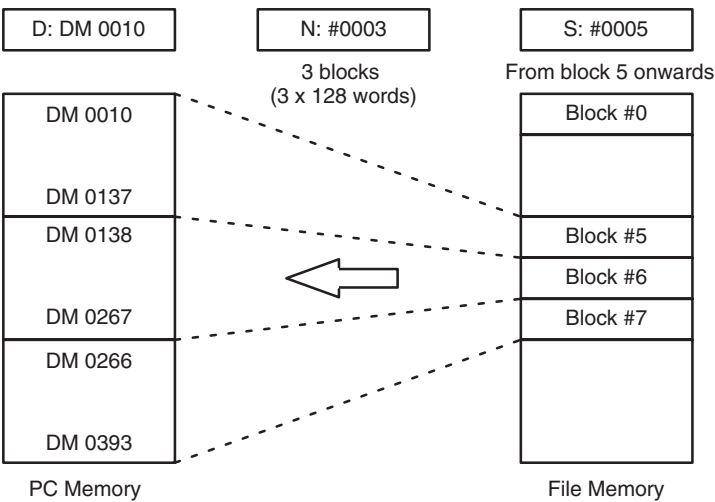 D: DM 0010
N: #0003
S: #0005
3 blocks
(3 x 128 words)
From block 5 onwards
DM 0010
DM 0137
DM 0138
DM 0267
DM 0266
DM 0393
PC Memory
Block #0
Block #5
Block #6
Block #7
File Memory